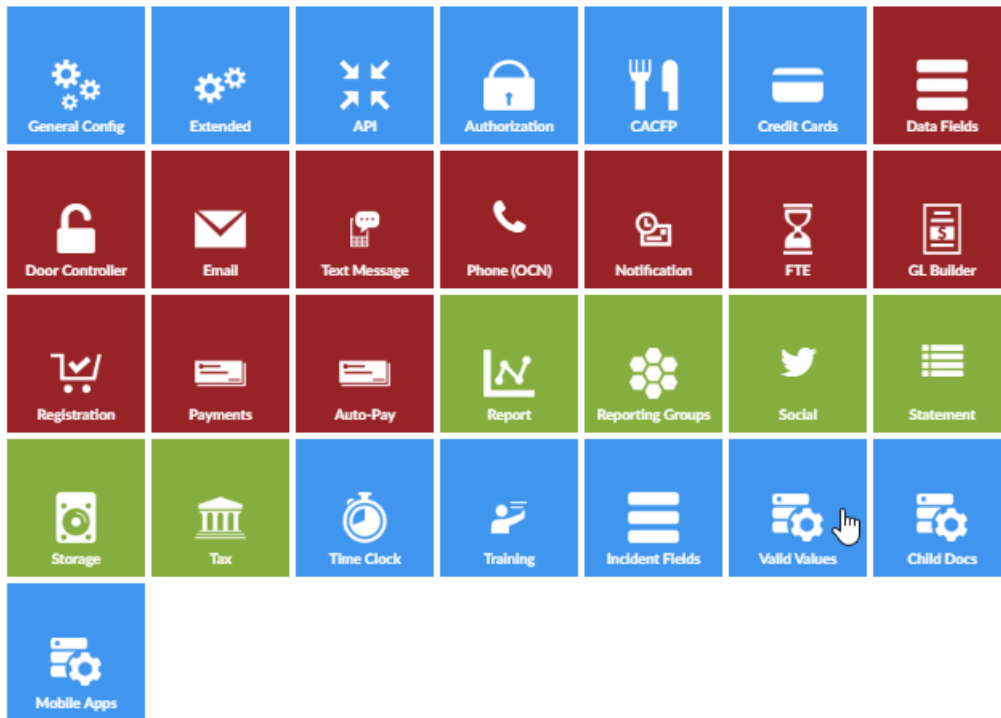 General Config
Extended
API
Authorization
CACFP
Credit Cards
Data Fields
Door Controller
Email
Text Message
Phone (OCN)
Notification
FTE
$
GL Builder
Registration
Payments
Auto-Pay
Report
Reporting Groups
Social
Statement
Storage
Tax
Time Clock
Training
Incident Fields
Valid Values
Child Docs
Mobile Apps